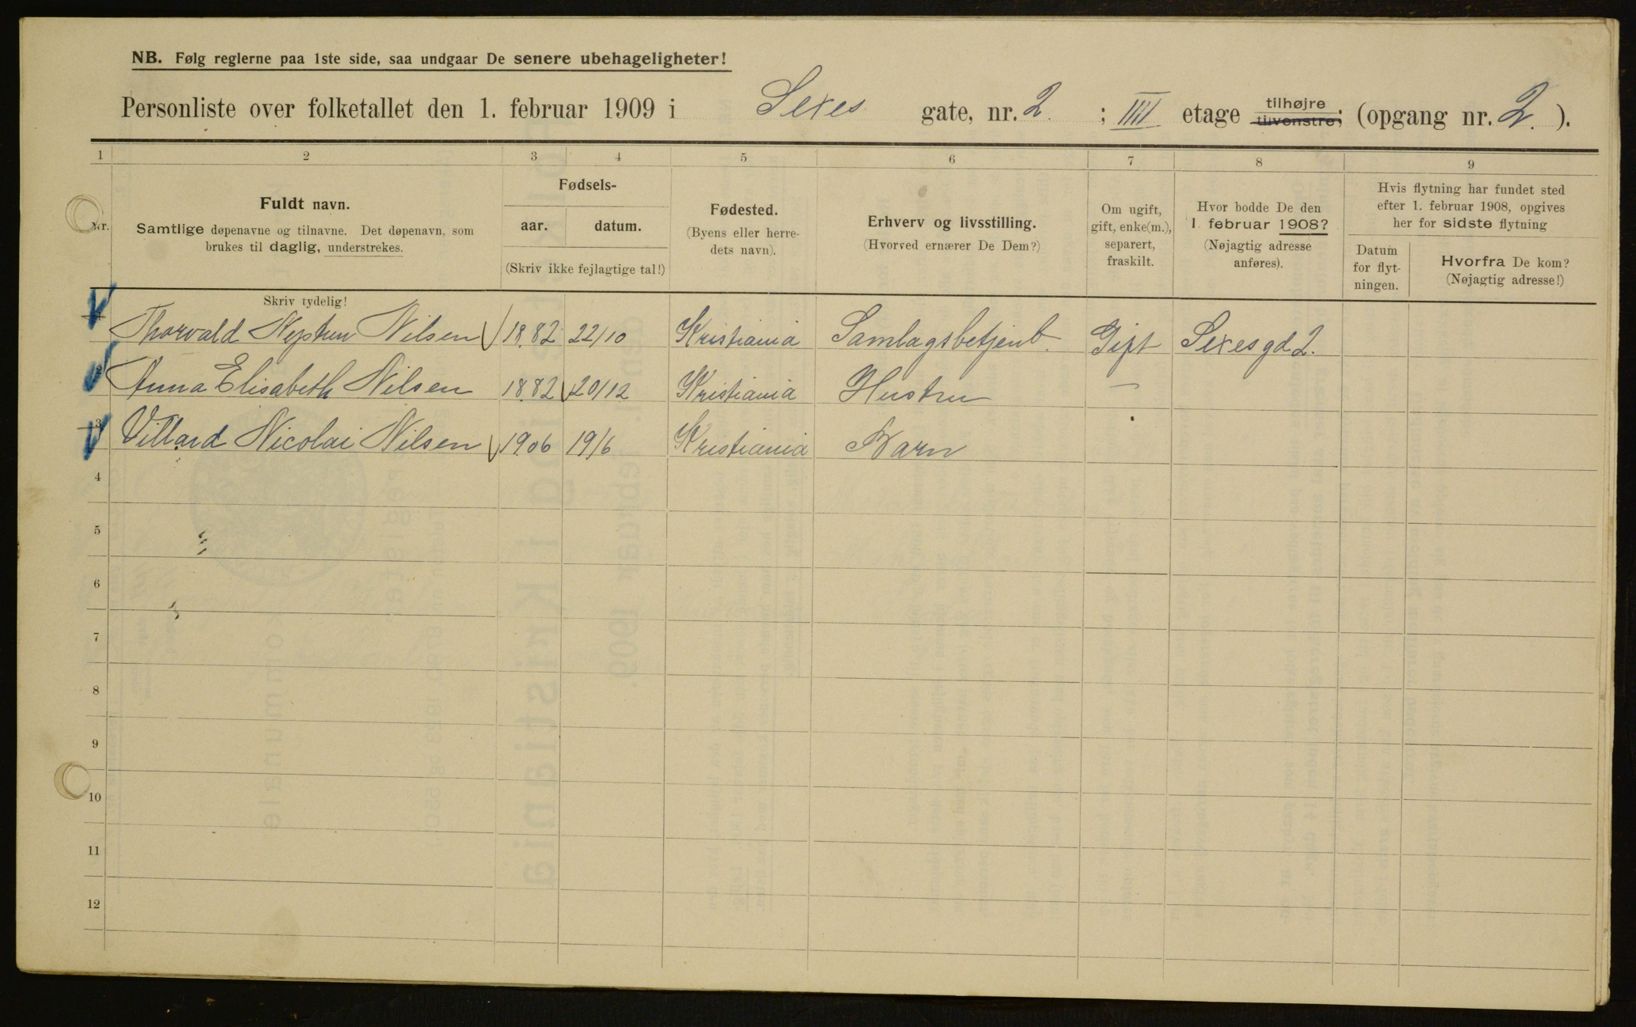 NB. Følg reglerne paa 1ste side, saa undgaar De senere ubehageligheter!
Personliste over folketallet den 1. februar 1909 i Sexes gate, nr. 2. ; IIII etage tilhøjre tilvenstre; (opgang nr. 2. ).
1 2 3 4 5 6 7 8 9
Nr.
Fuldt navn.
Samtlige døpenavne og tilnavne. Det døpenavn, som
brukes til daglig, understrekes.
Skriv tydelig!
Fødsels-
aar. datum.
(Skriv ikke fejlagtige tal!)
Fødested.
(Byens eller herre-
dets navn).
Erhverv og livsstilling.
(Hvorved ernærer De Dem?)
Om ugift,
gift, enke(m.),
separert,
fraskilt.
Hvor bodde De den
1. februar 1908?
(Nøjagtig adresse
anføres).
Hvis flytning har fundet sted
efter 1. februar 1908, opgives
her for sidste flytning
Datum
for flyt-
ningen.
Hvorfra De kom?
(Nøjagtig adresse!)
Thorvald Neptun Nilsen 1882 22/10 Kristiania Samlagsbetjent. Gift Sexesgd 2.
Anna Elisabeth Nilsen 1882 20/12 Kristiania Hustru —
3 Villard Nicolai Nilsen 1906 19/6 Kristiania Barn
4
5
6
7
8
9
10
11
12